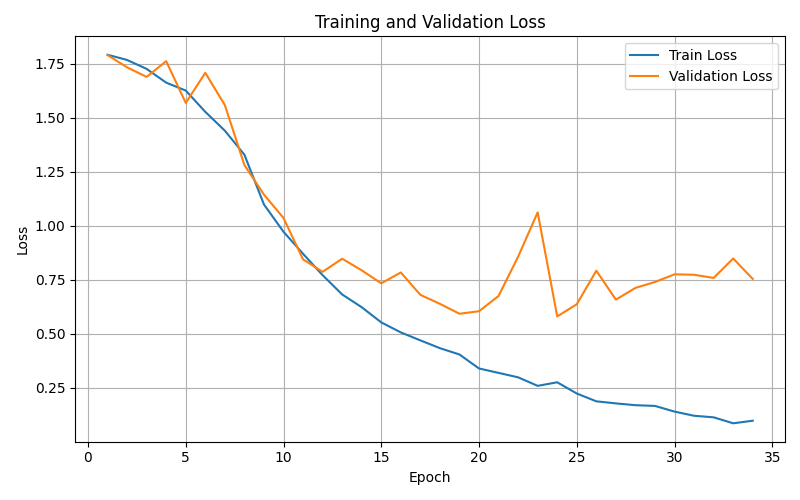 Training and Validation Loss
Train Loss
Validation Loss
1.75
1.50
1.25
1.00
0.75
0.50
0.25
Loss
0 5 10 15 20 25 30 35
Epoch